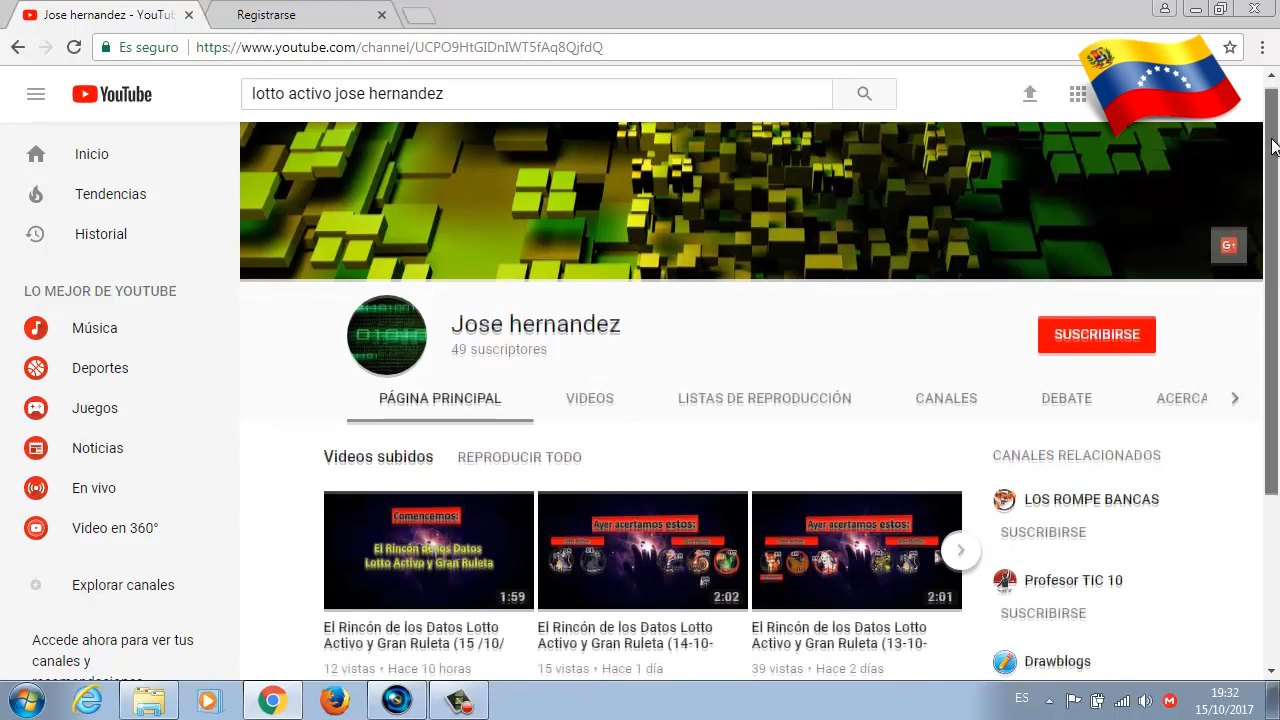 Jose hernandez - YouTub
Registrarse
Es seguro
https://www.youtube.com/channel/UCPO9HtGIDnIWT5fAq8QjfdQ
YouTube
lotto activo jose hernandez
Inicio
Tendencias
Historial
LO MEJOR DE YOUTUBE
Música
Deportes
Juegos
Noticias
En vivo
Video en 360°
Explorar canales
Accede ahora para ver tus
canales y
G+
Jose hernandez
49 suscriptores
SUSCRIBIRSE
PÁGINA PRINCIPAL
VIDEOS
LISTAS DE REPRODUCCIÓN
CANALES
DEBATE
ACERCA
Videos subidos
REPRODUCIR TODO
Comencemos:
El Rincón de los Datos
Lotto Activo y Gran Ruleta
1:59
Ayer acertamos estos:
2:02
Ayer acertamos estos:
2:01
El Rincón de los Datos Lotto
Activo y Gran Ruleta (15 /10/
12 vistas • Hace 10 horas
El Rincón de los Datos Lotto
Activo y Gran Ruleta (14-10-
15 vistas • Hace 1 día
El Rincón de los Datos Lotto
Activo y Gran Ruleta (13-10-
39 vistas • Hace 2 días
CANALES RELACIONADOS
LOS ROMPE BANCAS
SUSCRIBIRSE
Profesor TIC 10
SUSCRIBIRSE
Drawblogs
ES
19:32
15/10/2017